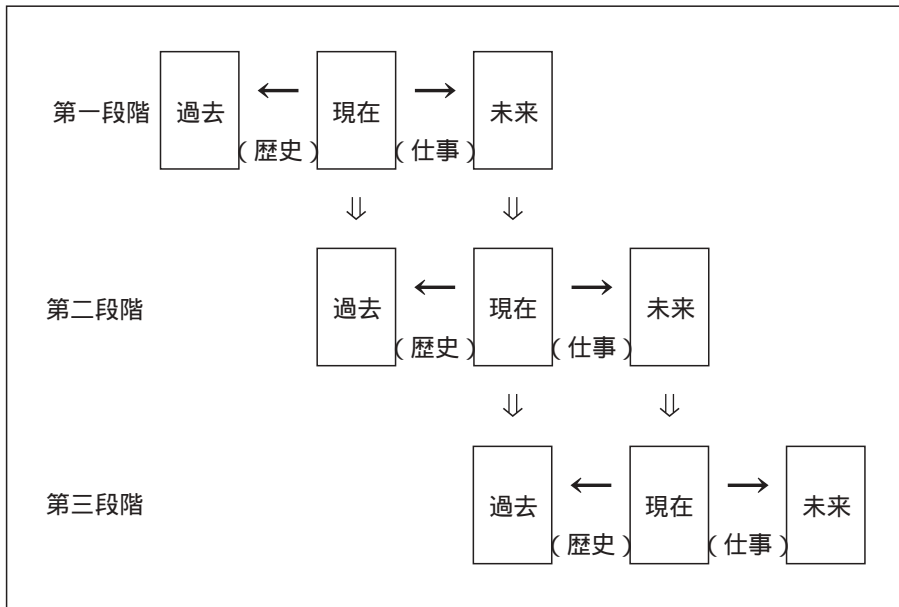 第一段階 過去 ← 現在 → 未来
(歴史) (仕事)
⇓ ⇓
第二段階 過去 ← 現在 → 未来
(歴史) (仕事)
⇓ ⇓
第三段階 過去 ← 現在 → 未来
(歴史) (仕事)